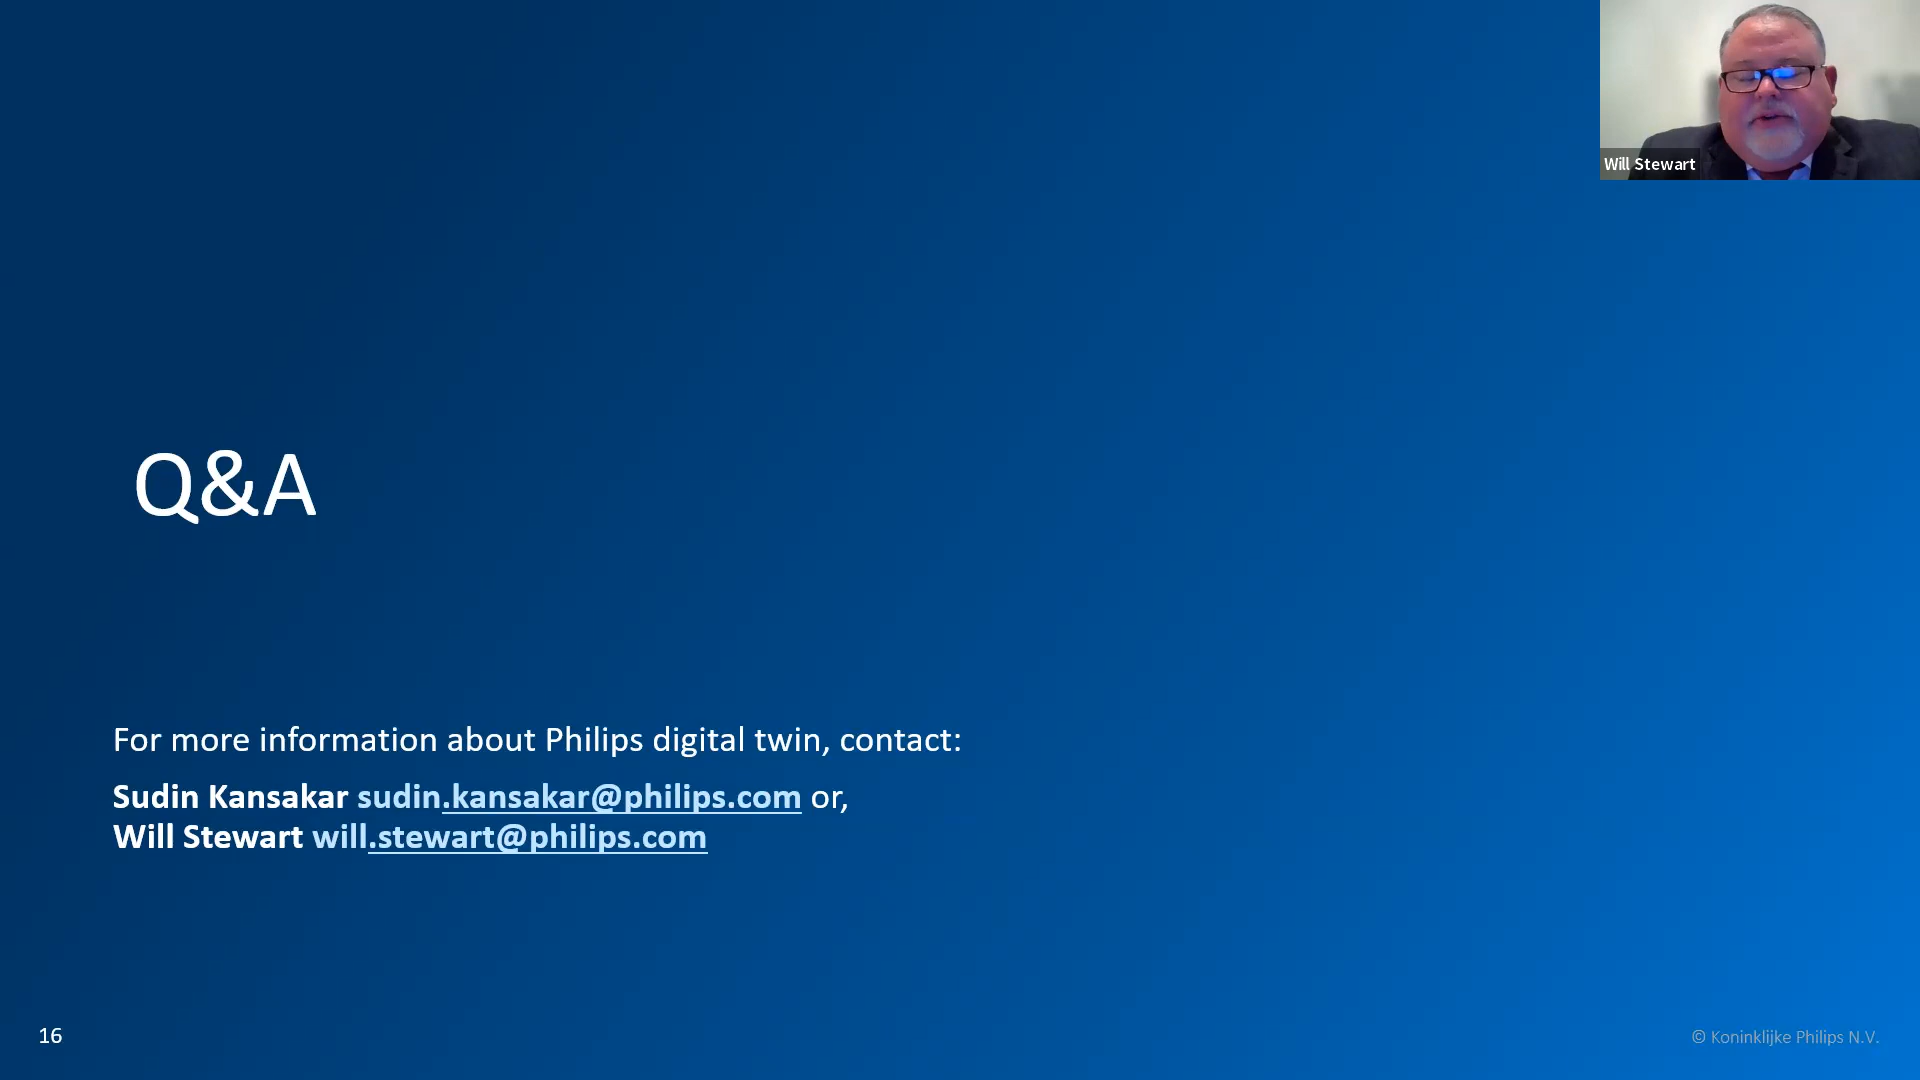 Will Stewart
Q&A
For more information about Philips digital twin, contact:
Sudin Kansakar sudin.kansakar@philips.com or,
Will Stewart will.stewart@philips.com
16
© Koninklijke Philips N.V.